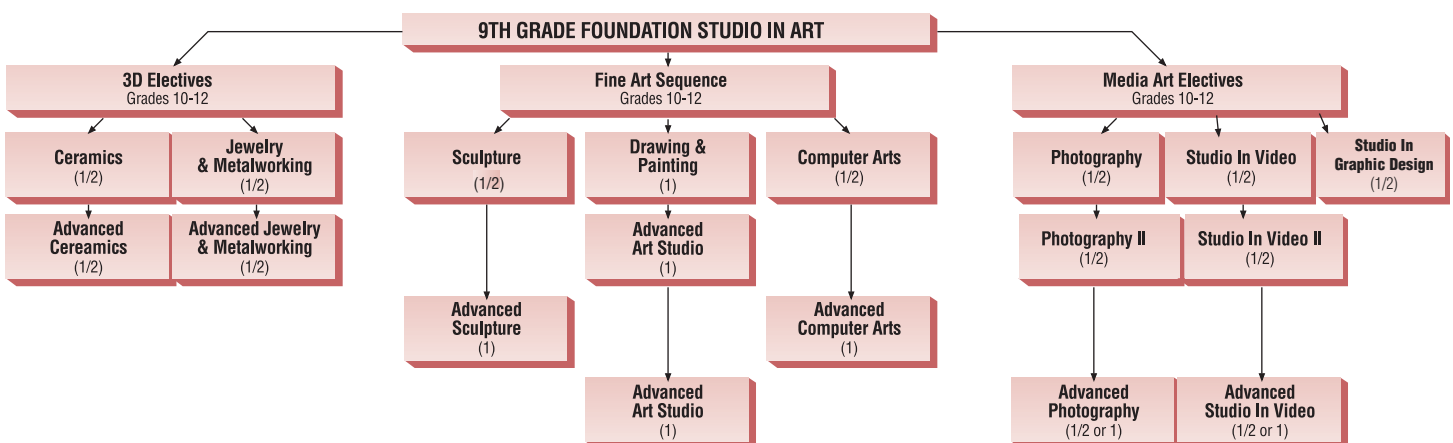 9TH GRADE FOUNDATION STUDIO IN ART
3D Electives
Grades 10-12
Fine Art Sequence
Grades 10-12
Media Art Electives
Grades 10-12
Ceramics
(1/2)
Jewelry
& Metalworking
(1/2)
Sculpture
(1/2)
Drawing &
Painting
(1)
Computer Arts
(1/2)
Photography
(1/2)
Studio In Video
(1/2)
Studio In
Graphic Design
(1/2)
Advanced
Cereamics
(1/2)
Advanced Jewelry
& Metalworking
(1/2)
Advanced
Art Studio
(1)
Photography II
(1/2)
Studio In Video II
(1/2)
Advanced
Sculpture
(1)
Advanced
Computer Arts
(1)
Advanced
Art Studio
(1)
Advanced
Photography
(1/2 or 1)
Advanced
Studio In Video
(1/2 or 1)